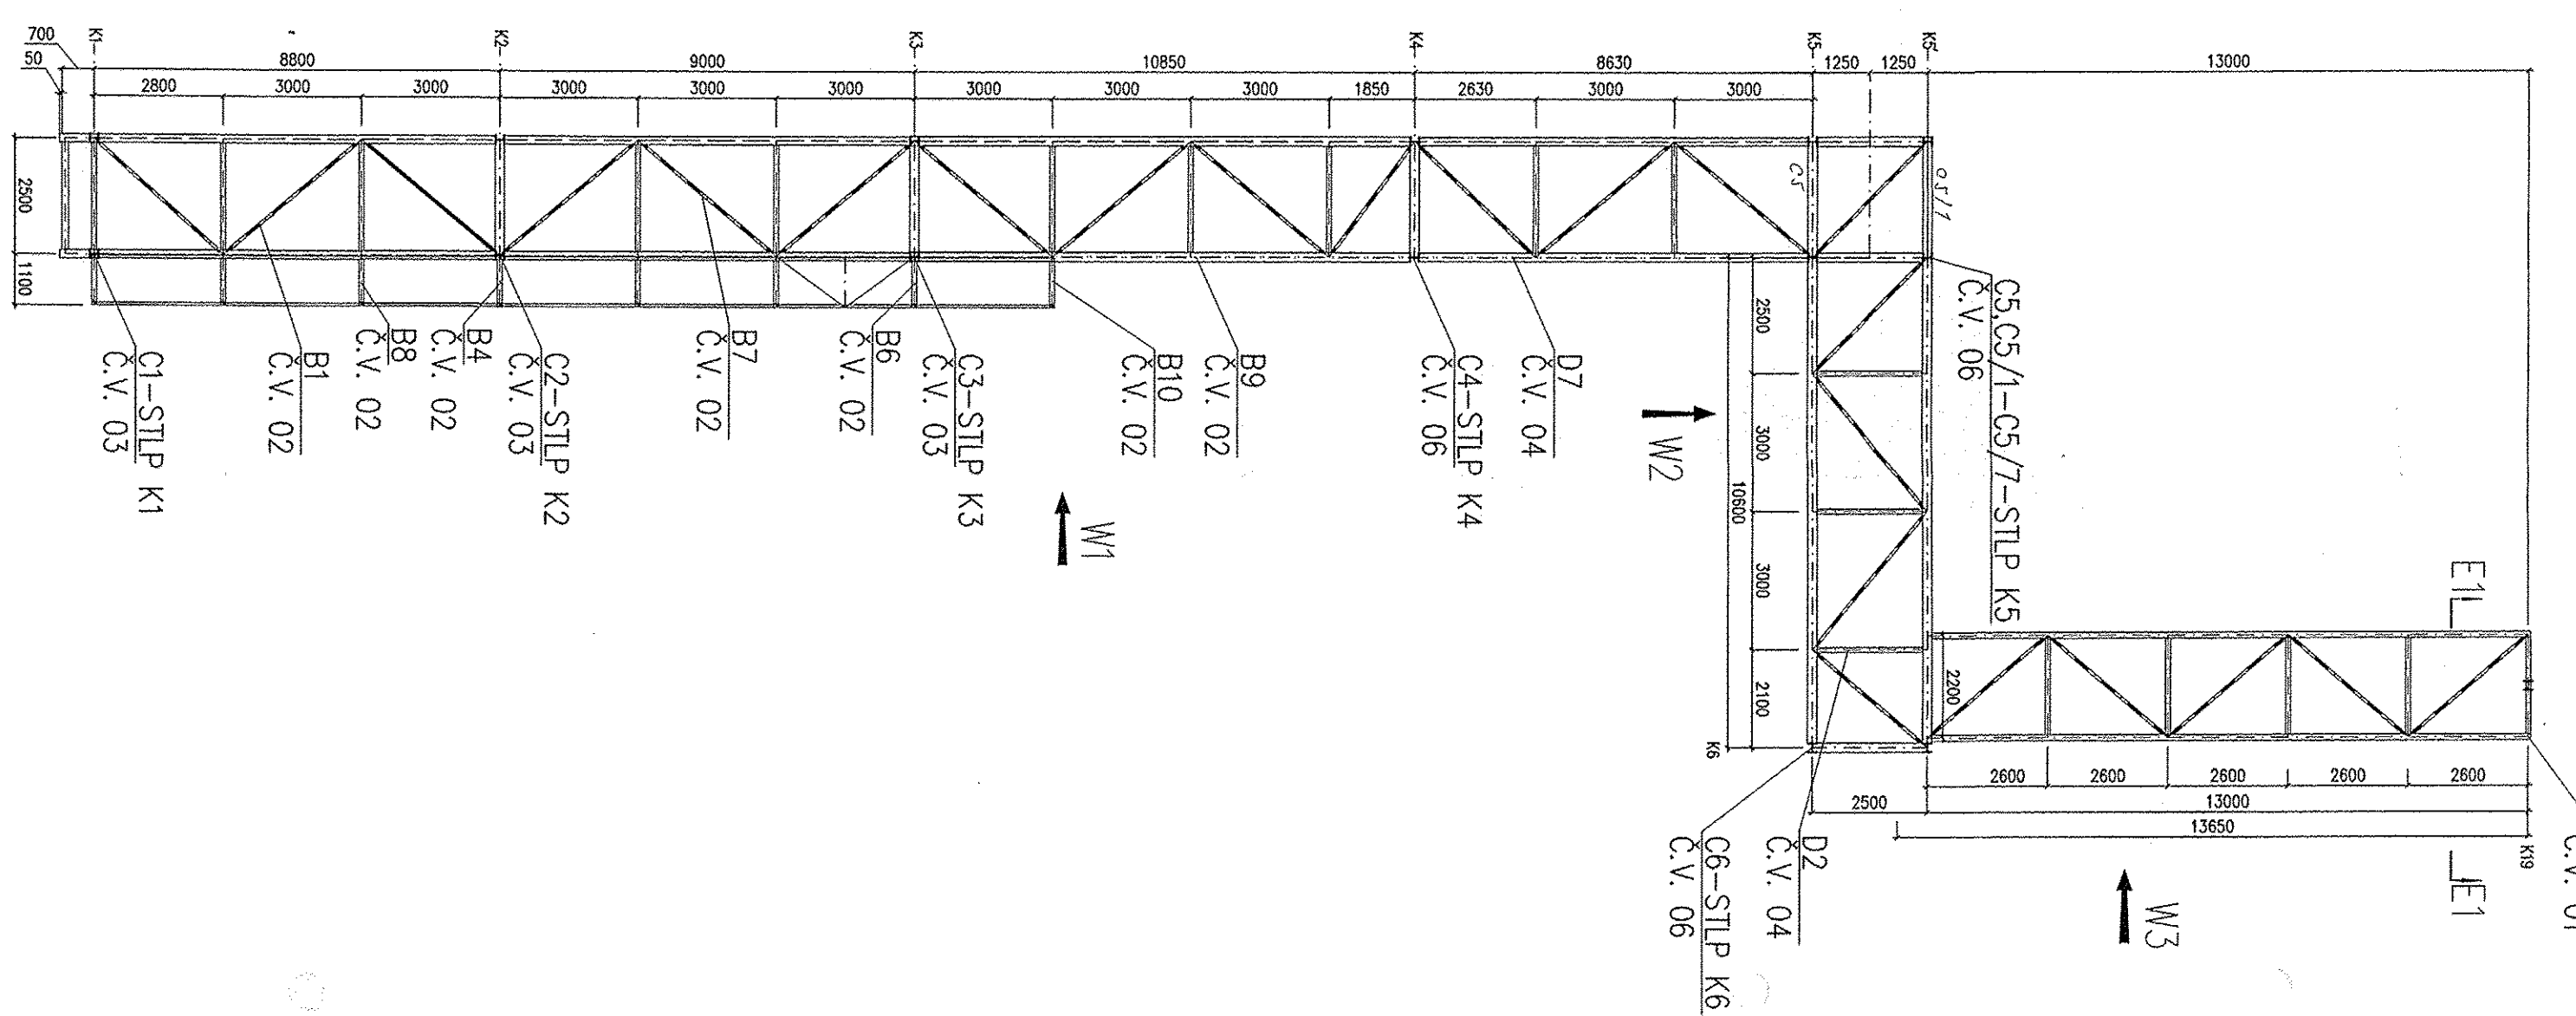 K1
K2
K3
K4
K5
K5'
700
8800
9000
10850
8630
1250
1250
13000
50
2800
3000
3000
3000
3000
3000
3000
3000
3000
1850
2630
3000
3000
2500
1100
C5
C5/1
C1-STLP K1
Č.V. 03
B1
Č.V. 02
B8
Č.V. 02
B4
Č.V. 02
C2-STLP K2
Č.V. 03
B7
Č.V. 02
B6
Č.V. 02
C3-STLP K3
Č.V. 03
B10
Č.V. 02
B9
Č.V. 02
C4-STLP K4
Č.V. 06
D7
Č.V. 04
C5,C5/1-C5/7-STLP K5
Č.V. 06
W1
W2
2500
3000
3000
2100
10600
K6
E1
2200
2600
2600
2600
2600
2600
2500
13000
13650
K19
E1
W3
D2
Č.V. 04
C6-STLP K6
Č.V. 06